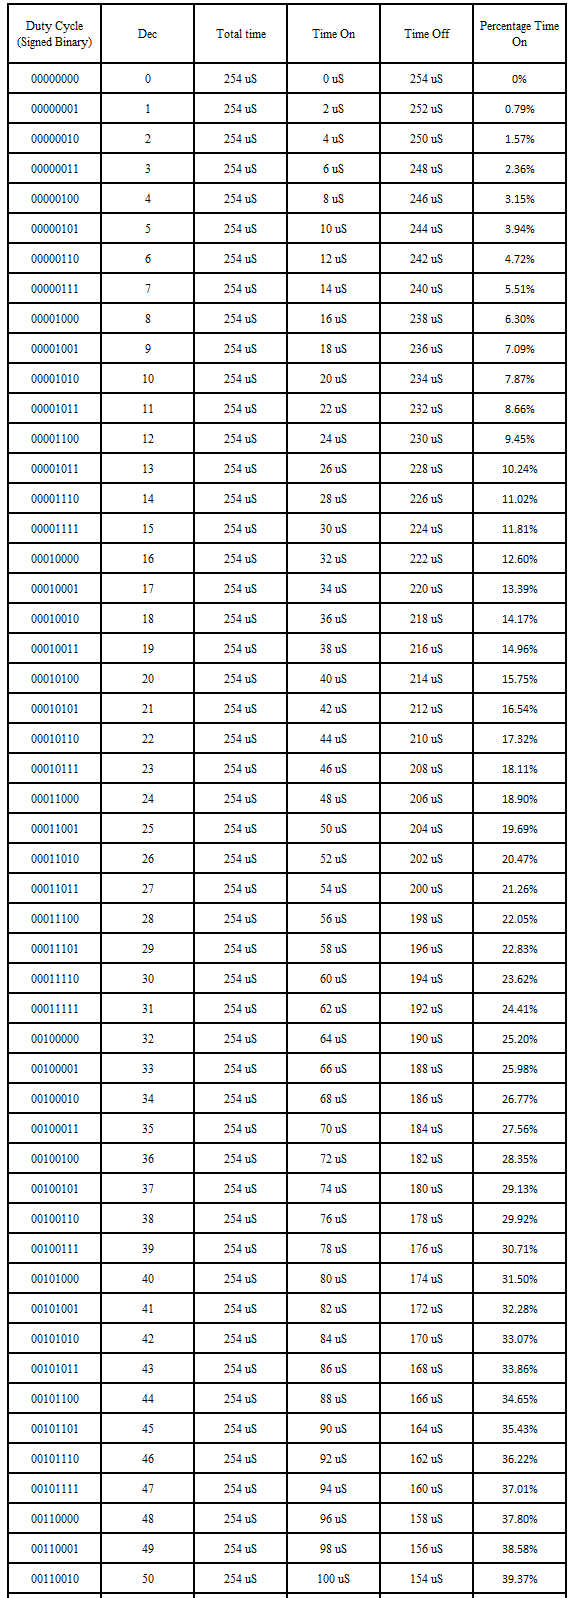 Duty Cycle (Signed Binary) Dec Total time Time On Time Off Percentage Time On
00000000 0 254 uS 0 uS 254 uS 0%
00000001 1 254 uS 2 uS 252 uS 0.79%
00000010 2 254 uS 4 uS 250 uS 1.57%
00000011 3 254 uS 6 uS 248 uS 2.36%
00000100 4 254 uS 8 uS 246 uS 3.15%
00000101 5 254 uS 10 uS 244 uS 3.94%
00000110 6 254 uS 12 uS 242 uS 4.72%
00000111 7 254 uS 14 uS 240 uS 5.51%
00001000 8 254 uS 16 uS 238 uS 6.30%
00001001 9 254 uS 18 uS 236 uS 7.09%
00001010 10 254 uS 20 uS 234 uS 7.87%
00001011 11 254 uS 22 uS 232 uS 8.66%
00001100 12 254 uS 24 uS 230 uS 9.45%
00001011 13 254 uS 26 uS 228 uS 10.24%
00001110 14 254 uS 28 uS 226 uS 11.02%
00001111 15 254 uS 30 uS 224 uS 11.81%
00010000 16 254 uS 32 uS 222 uS 12.60%
00010001 17 254 uS 34 uS 220 uS 13.39%
00010010 18 254 uS 36 uS 218 uS 14.17%
00010011 19 254 uS 38 uS 216 uS 14.96%
00010100 20 254 uS 40 uS 214 uS 15.75%
00010101 21 254 uS 42 uS 212 uS 16.54%
00010110 22 254 uS 44 uS 210 uS 17.32%
00010111 23 254 uS 46 uS 208 uS 18.11%
00011000 24 254 uS 48 uS 206 uS 18.90%
00011001 25 254 uS 50 uS 204 uS 19.69%
00011010 26 254 uS 52 uS 202 uS 20.47%
00011011 27 254 uS 54 uS 200 uS 21.26%
00011100 28 254 uS 56 uS 198 uS 22.05%
00011101 29 254 uS 58 uS 196 uS 22.83%
00011110 30 254 uS 60 uS 194 uS 23.62%
00011111 31 254 uS 62 uS 192 uS 24.41%
00100000 32 254 uS 64 uS 190 uS 25.20%
00100001 33 254 uS 66 uS 188 uS 25.98%
00100010 34 254 uS 68 uS 186 uS 26.77%
00100011 35 254 uS 70 uS 184 uS 27.56%
00100100 36 254 uS 72 uS 182 uS 28.35%
00100101 37 254 uS 74 uS 180 uS 29.13%
00100110 38 254 uS 76 uS 178 uS 29.92%
00100111 39 254 uS 78 uS 176 uS 30.71%
00101000 40 254 uS 80 uS 174 uS 31.50%
00101001 41 254 uS 82 uS 172 uS 32.28%
00101010 42 254 uS 84 uS 170 uS 33.07%
00101011 43 254 uS 86 uS 168 uS 33.86%
00101100 44 254 uS 88 uS 166 uS 34.65%
00101101 45 254 uS 90 uS 164 uS 35.43%
00101110 46 254 uS 92 uS 162 uS 36.22%
00101111 47 254 uS 94 uS 160 uS 37.01%
00110000 48 254 uS 96 uS 158 uS 37.80%
00110001 49 254 uS 98 uS 156 uS 38.58%
00110010 50 254 uS 100 uS 154 uS 39.37%